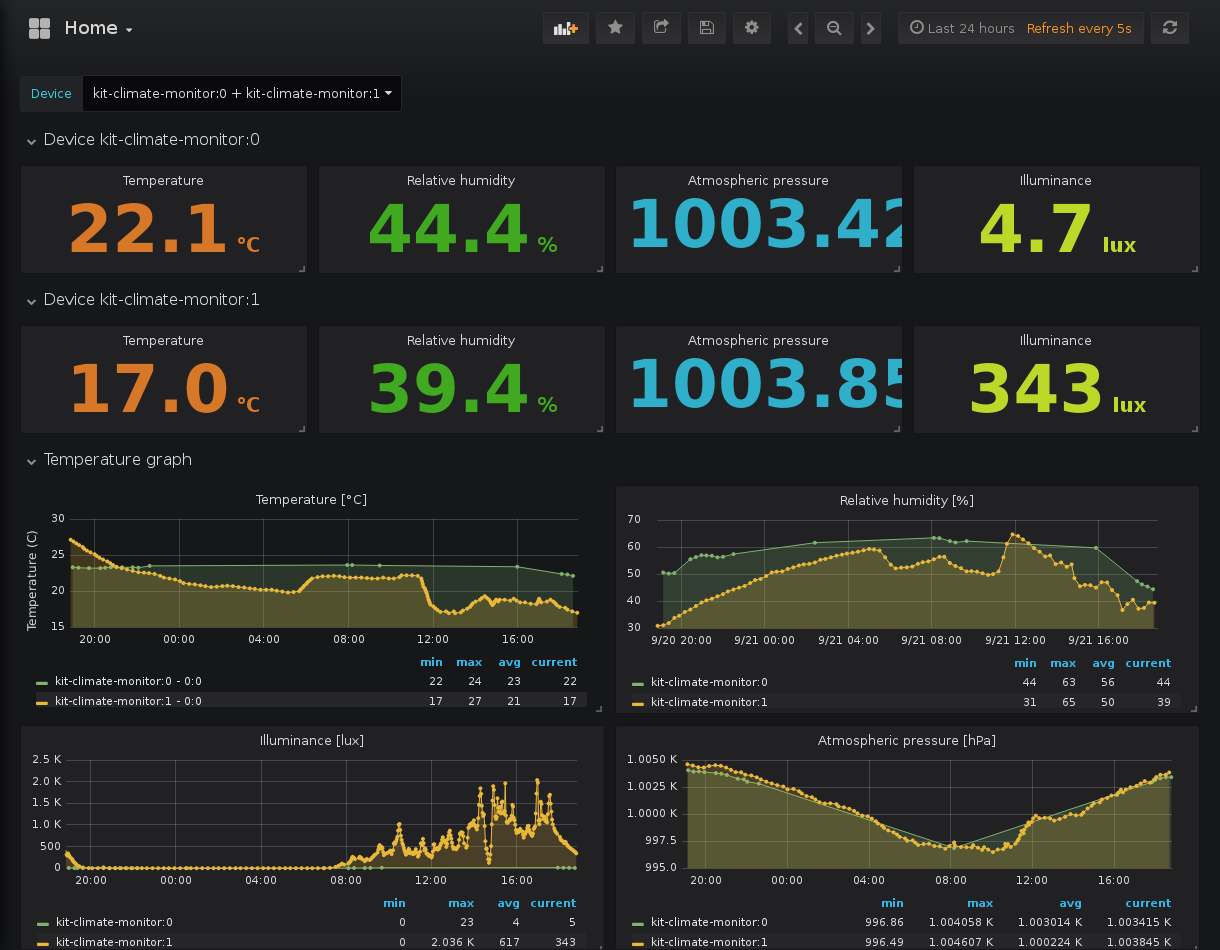 Home
Last 24 hours Refresh every 5s
Device kit-climate-monitor:0 + kit-climate-monitor:1
Device kit-climate-monitor:0
Temperature Relative humidity Atmospheric pressure Illuminance
22.1 °C 44.4 % 1003.42 4.7 lux
Device kit-climate-monitor:1
Temperature Relative humidity Atmospheric pressure Illuminance
17.0 °C 39.4 % 1003.85 343 lux
Temperature graph
Temperature [°C]
Temperature (C)
30
25
20
15
20:00 00:00 04:00 08:00 12:00 16:00
min max avg current
kit-climate-monitor:0 - 0:0 22 24 23 22
kit-climate-monitor:1 - 0:0 17 27 21 17
Relative humidity [%]
70
60
50
40
30
9/20 20:00 9/21 00:00 9/21 04:00 9/21 08:00 9/21 12:00 9/21 16:00
min max avg current
kit-climate-monitor:0 44 63 56 44
kit-climate-monitor:1 31 65 50 39
Illuminance [lux]
2.5 K
2.0 K
1.5 K
1.0 K
500
0
20:00 00:00 04:00 08:00 12:00 16:00
min max avg current
kit-climate-monitor:0 0 23 4 5
kit-climate-monitor:1 0 2.036 K 617 343
Atmospheric pressure [hPa]
1.0050 K
1.0025 K
1.0000 K
997.5
995.0
20:00 00:00 04:00 08:00 12:00 16:00
min max avg current
kit-climate-monitor:0 996.86 1.004058 K 1.003014 K 1.003415 K
kit-climate-monitor:1 996.49 1.004607 K 1.000224 K 1.003845 K